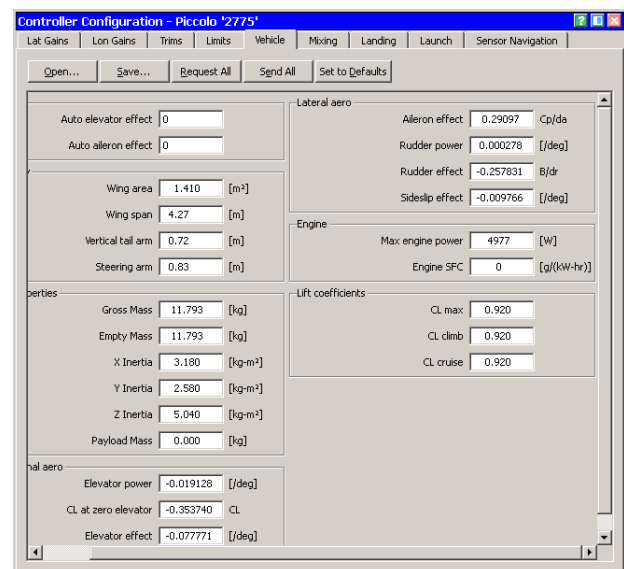 Controller Configuration - Piccolo '2775'
Lat Gains Lon Gains Trims Limits Vehicle Mixing Landing Launch Sensor Navigation
Open... Save... Request All Send All Set to Defaults
Auto elevator effect 0
Auto aileron effect 0
Wing area 1.410 [m²]
Wing span 4.27 [m]
Vertical tail arm 0.72 [m]
Steering arm 0.83 [m]
perties
Gross Mass 11.793 [kg]
Empty Mass 11.793 [kg]
X Inertia 3.180 [kg-m²]
Y Inertia 2.580 [kg-m²]
Z Inertia 5.040 [kg-m²]
Payload Mass 0.000 [kg]
nal aero
Elevator power -0.019128 [/deg]
CL at zero elevator -0.353740 CL
Elevator effect -0.077771 [/deg]
Lateral aero
Aileron effect 0.29097 Cp/da
Rudder power 0.000278 [/deg]
Rudder effect -0.257831 B/dr
Sideslip effect -0.009766 [/deg]
Engine
Max engine power 4977 [W]
Engine SFC 0 [g/(kW-hr)]
Lift coefficients
CL max 0.920
CL climb 0.920
CL cruise 0.920